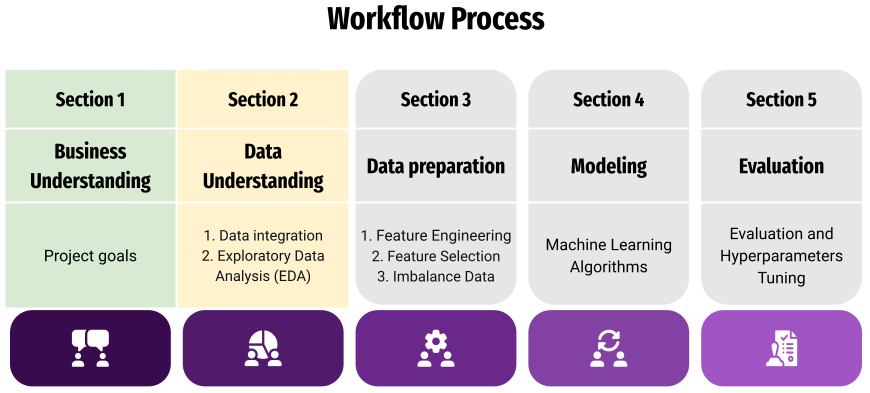 Workflow Process
Section 1
Section 2
Section 3
Section 4
Section 5
Business
Understanding
Data
Understanding
Data preparation
Modeling
Evaluation
Project goals
1. Data integration
2. Exploratory Data
Analysis (EDA)
1. Feature Engineering
2. Feature Selection
3. Imbalance Data
Machine Learning
Algorithms
Evaluation and
Hyperparameters
Tuning